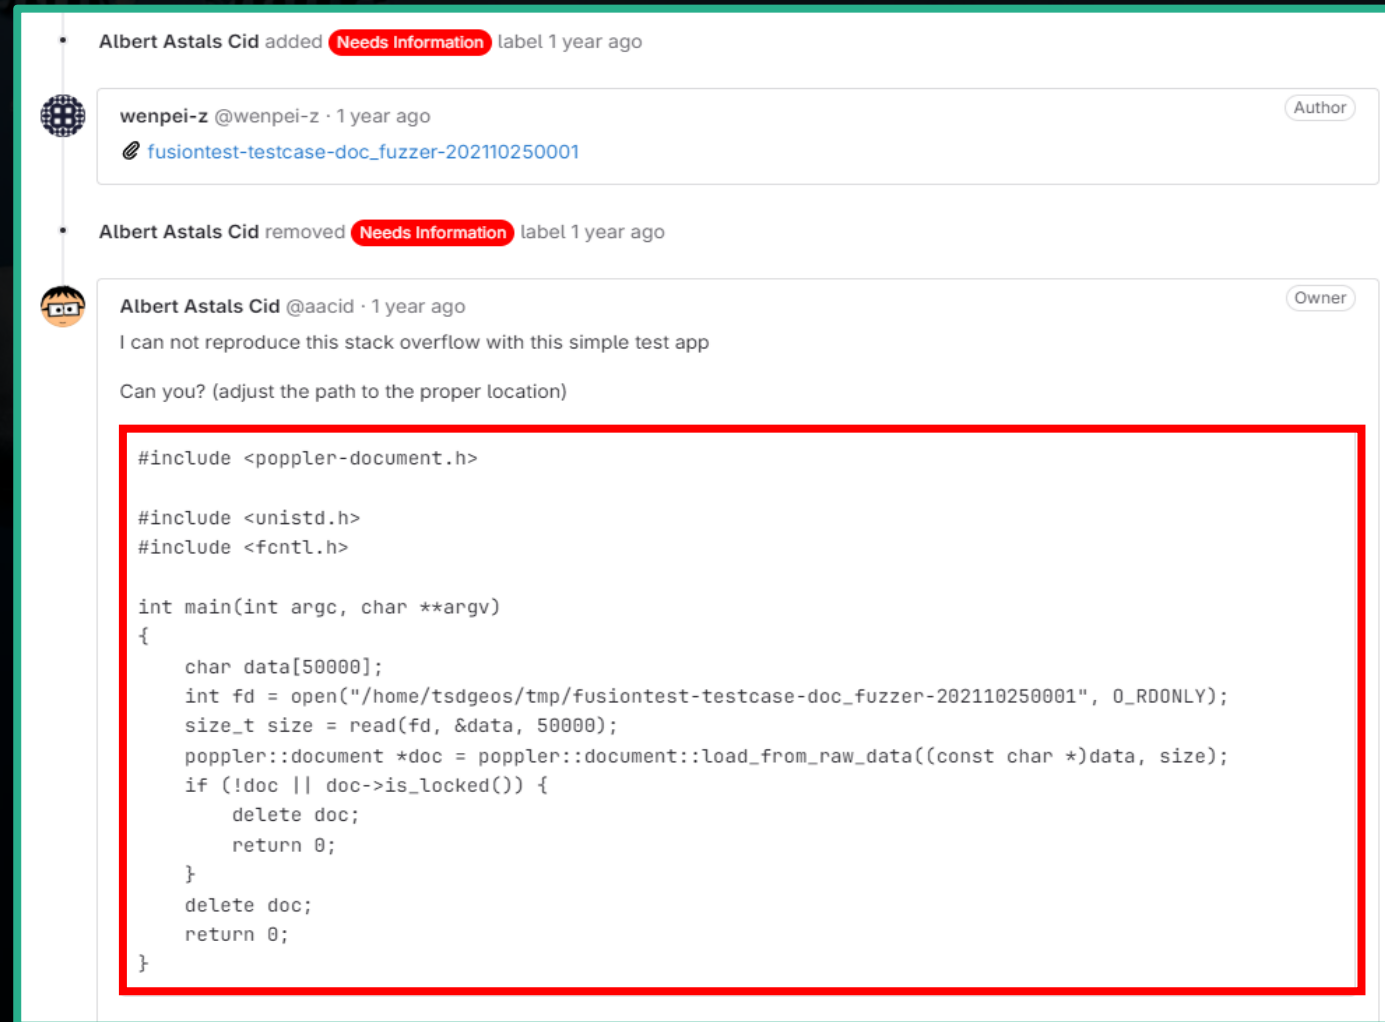 Albert Astals Cid added Needs Information label 1 year ago
wenpei-z @wenpei-z · 1 year ago
Author
fusiontest-testcase-doc_fuzzer-202110250001
Albert Astals Cid removed Needs Information label 1 year ago
Albert Astals Cid @aacid · 1 year ago
Owner
I can not reproduce this stack overflow with this simple test app
Can you? (adjust the path to the proper location)
#include <poppler-document.h>
#include <unistd.h>
#include <fcntl.h>
int main(int argc, char **argv)
{
    char data[50000];
    int fd = open("/home/tsdgeos/tmp/fusiontest-testcase-doc_fuzzer-202110250001", O_RDONLY);
    size_t size = read(fd, &data, 50000);
    poppler::document *doc = poppler::document::load_from_raw_data((const char *)data, size);
    if (!doc || doc->is_locked()) {
        delete doc;
        return 0;
    }
    delete doc;
    return 0;
}